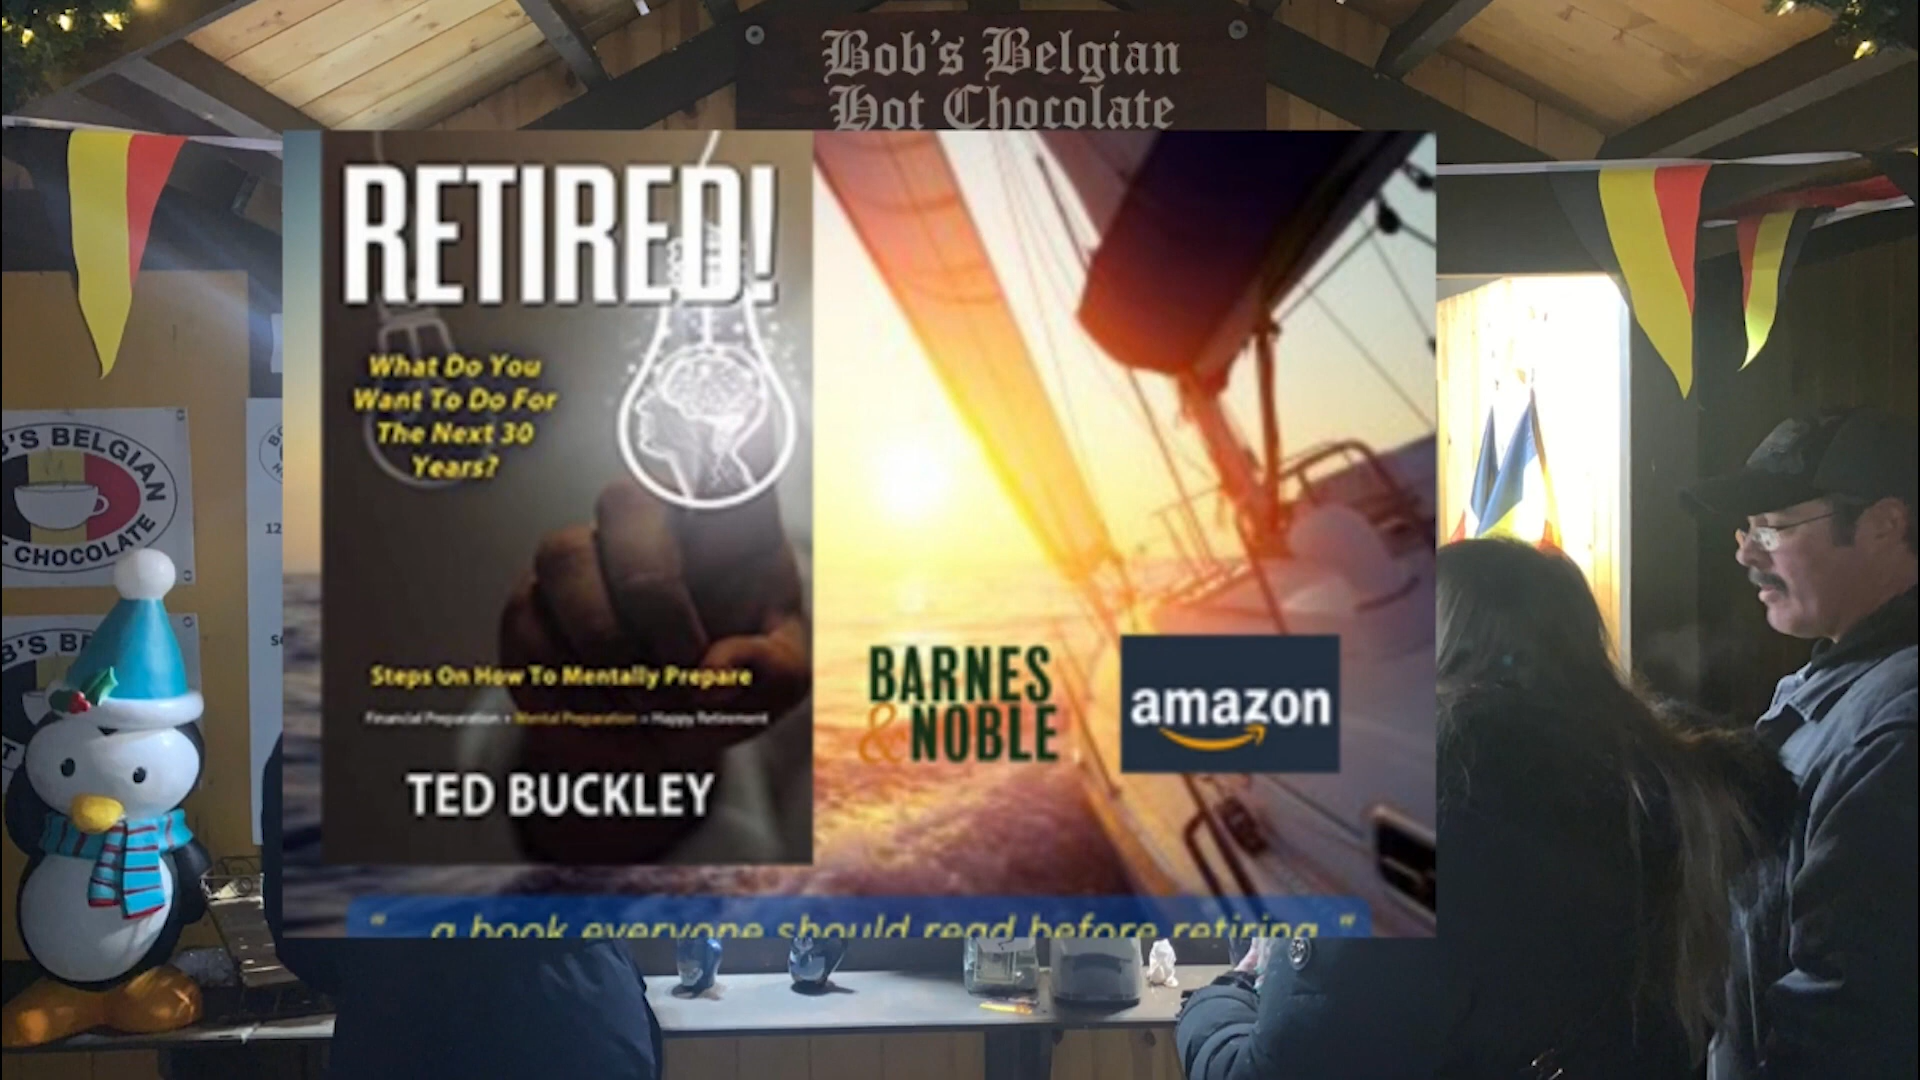 Bob's Belgian
Hot Chocolate
RETIRED!
What Do You
Want To Do For
The Next 30
Years?
Steps On How To Mentally Prepare
Financial Preparation + Mental Preparation = Happy Retirement
TED BUCKLEY
BARNES
& NOBLE
amazon
" a book everyone should read before retiring "
'S BELGIAN
CHOCOLATE
'S BE
12